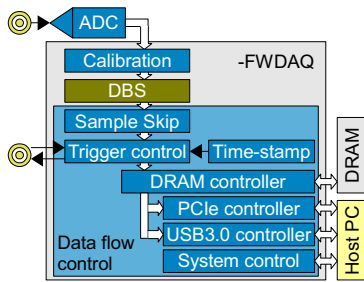 ADC
Calibration
-FWDAQ
DBS
Sample Skip
Trigger control
Time-stamp
DRAM controller
DRAM
PCIe controller
USB3.0 controller
Data flow
control
System control
Host PC